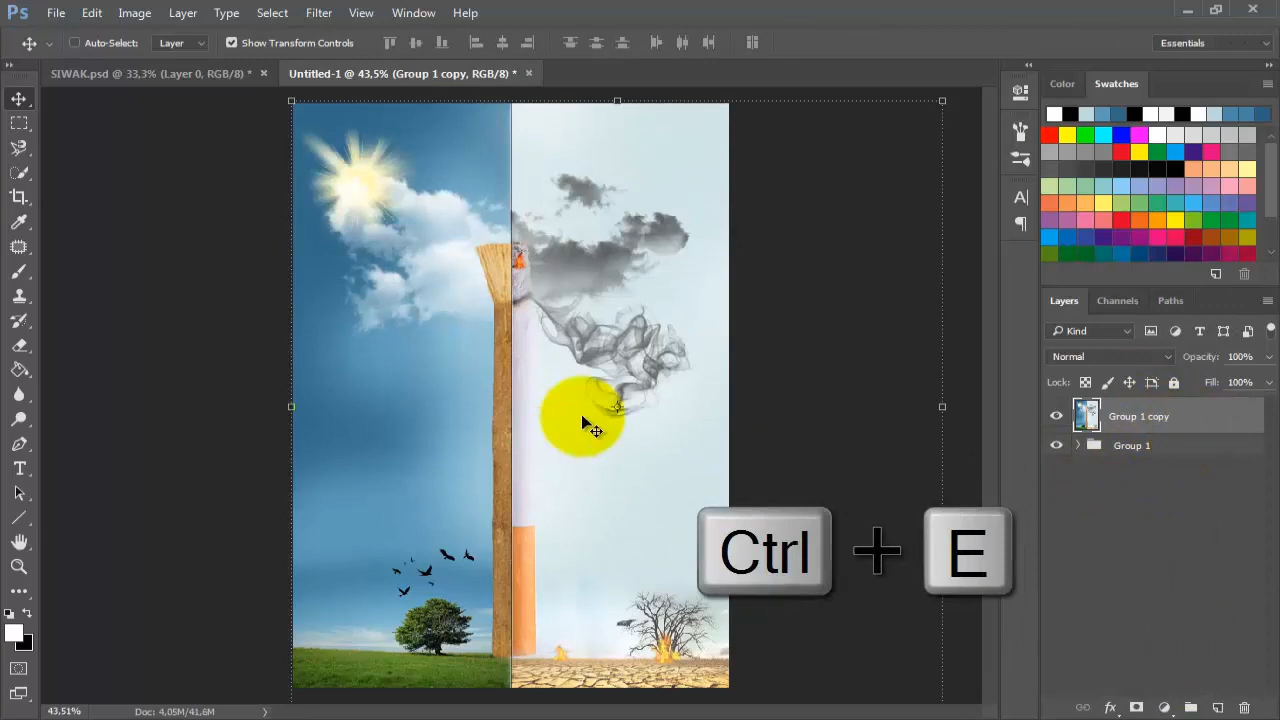 Ps File Edit Image Layer Type Select Filter View Window Help
Auto-Select: Layer Show Transform Controls Essentials
SIWAK.psd @ 33,3% (Layer 0, RGB/8) * × Untitled-1 @ 43,5% (Group 1 copy, RGB/8) * ×
Color Swatches
Layers Channels Paths
Kind
Normal Opacity: 100%
Lock: Fill: 100%
Group 1 copy
Group 1
Ctrl + E
43,51% Doc: 4,05M/41,6M